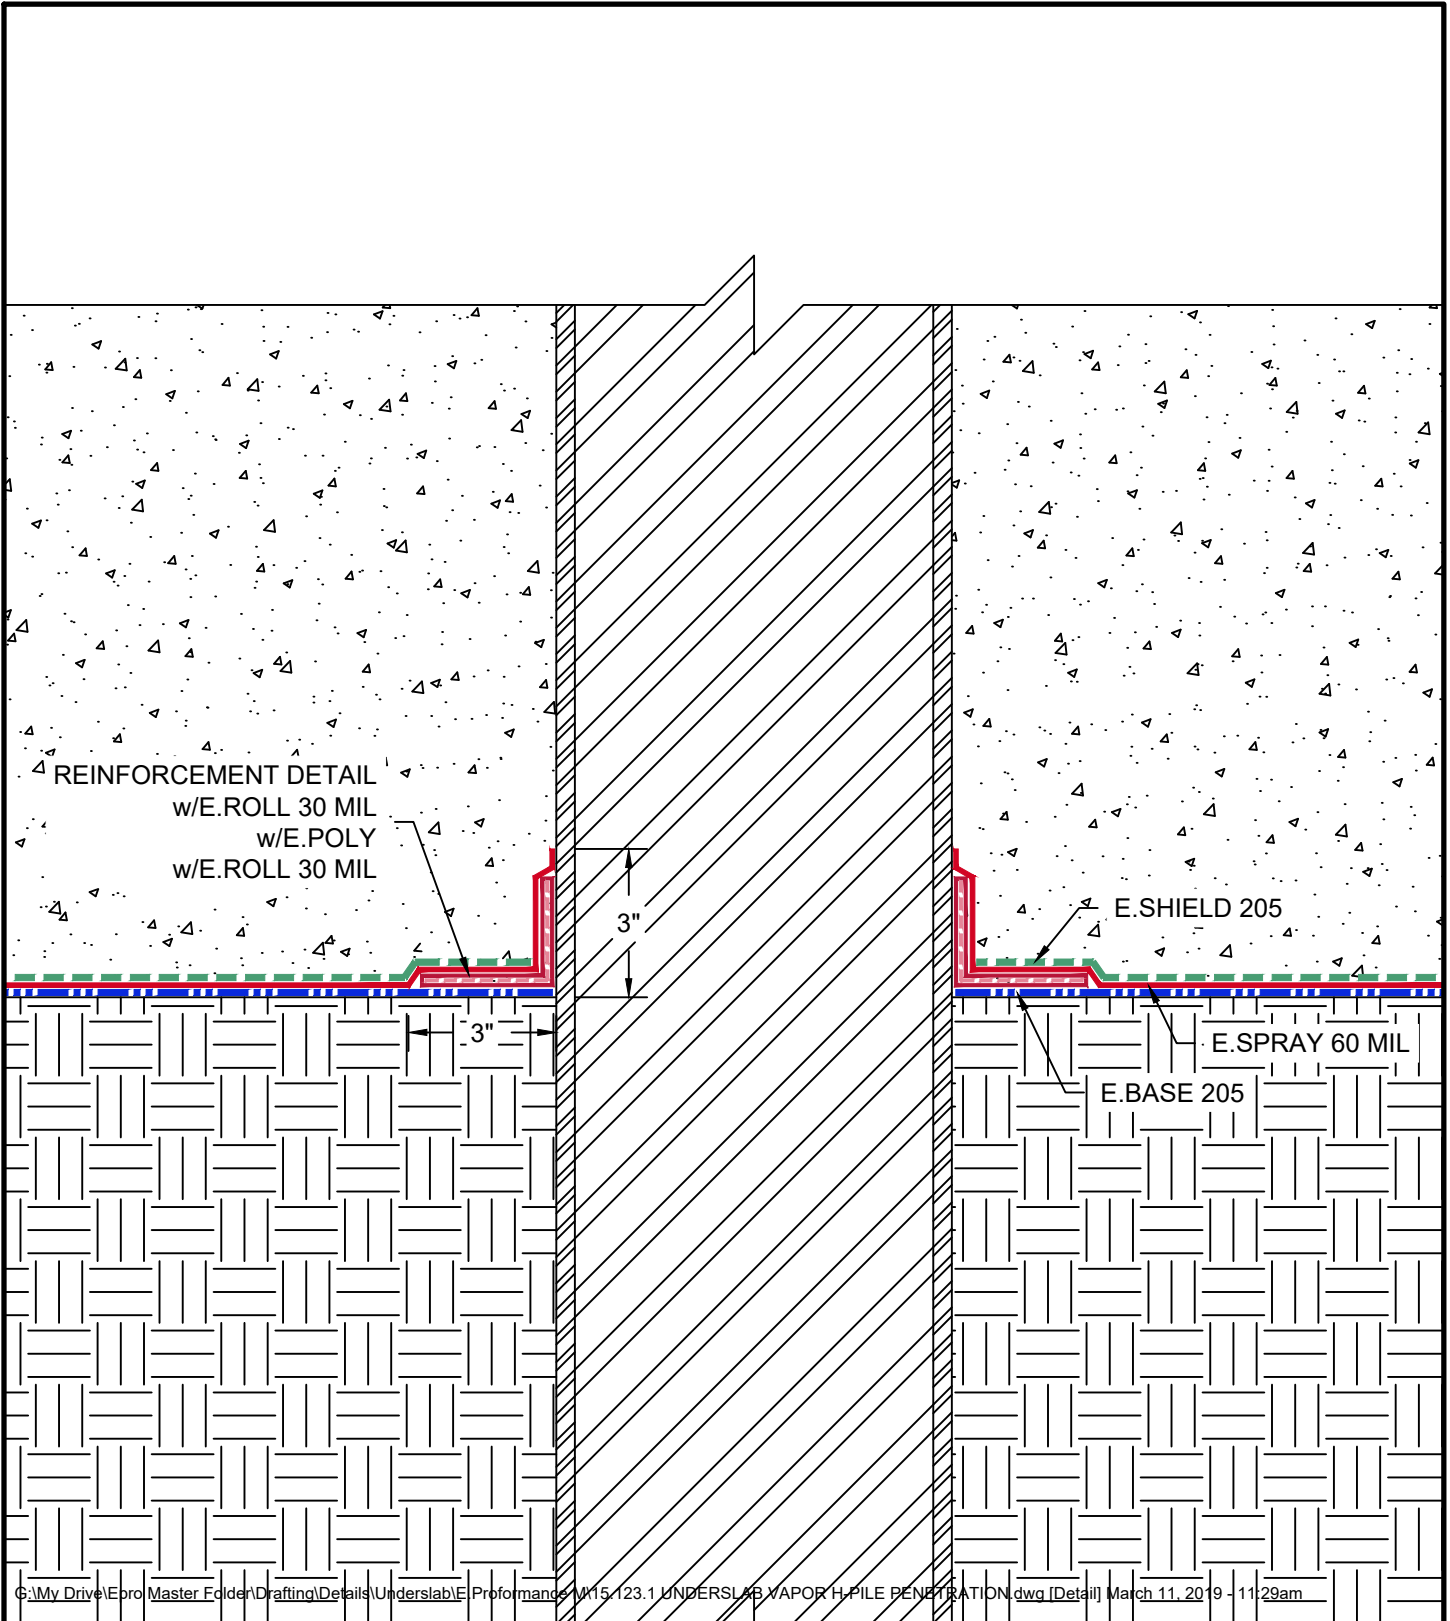 REINFORCEMENT DETAIL
w/E.ROLL 30 MIL
w/E.POLY
w/E.ROLL 30 MIL
3"
E.SHIELD 205
3"
E.SPRAY 60 MIL
E.BASE 205
G:\My Drive\Epro Master Folder\Drafting\Details\Underslab\E.Proformance VI\15.123.1 UNDERSLAB VAPOR H-PILE PENETRATION.dwg [Detail] March 11, 2019 - 11:29am